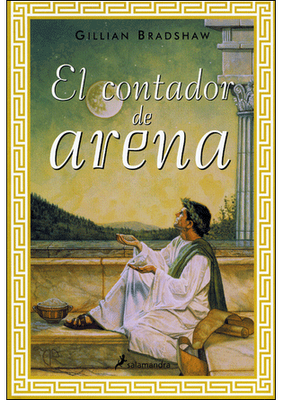 GILLIAN BRADSHAW
El contador
de
arena
salamandra